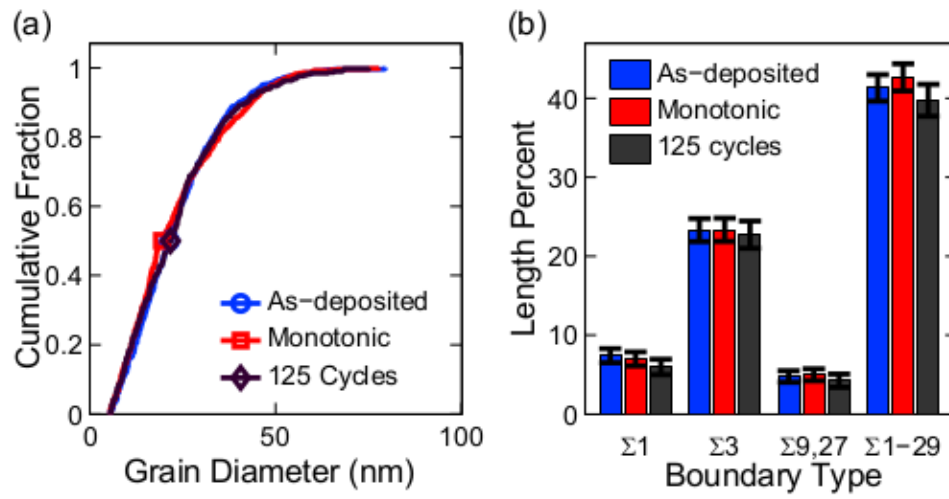 (a)
Cumulative Fraction
1
0.8
0.6
0.4
0.2
0
As−deposited
Monotonic
125 Cycles
0 50 100
Grain Diameter (nm)
(b)
Length Percent
40
30
20
10
0
As−deposited
Monotonic
125 cycles
Σ1 Σ3 Σ9,27 Σ1−29
Boundary Type